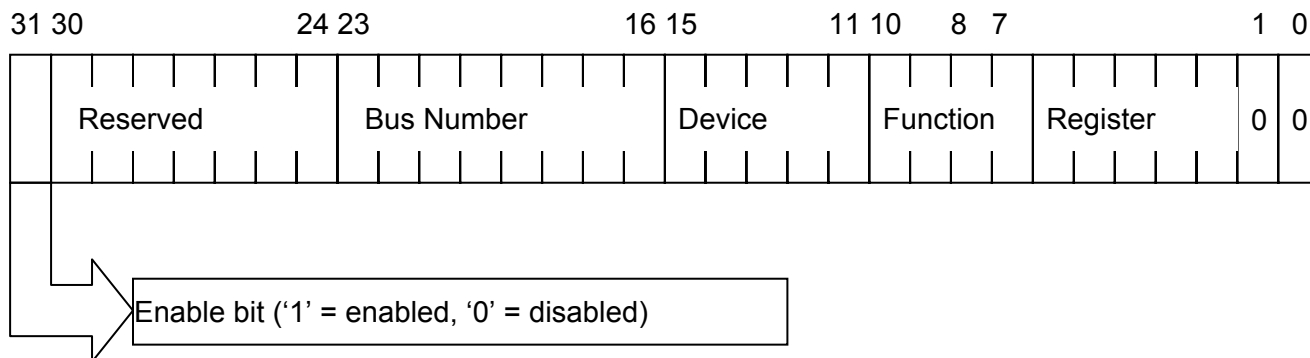 31 30 24 23 16 15 11 10 8 7 1 0
Reserved Bus Number Device Function Register 0 0
Enable bit (‘1’ = enabled, ‘0’ = disabled)